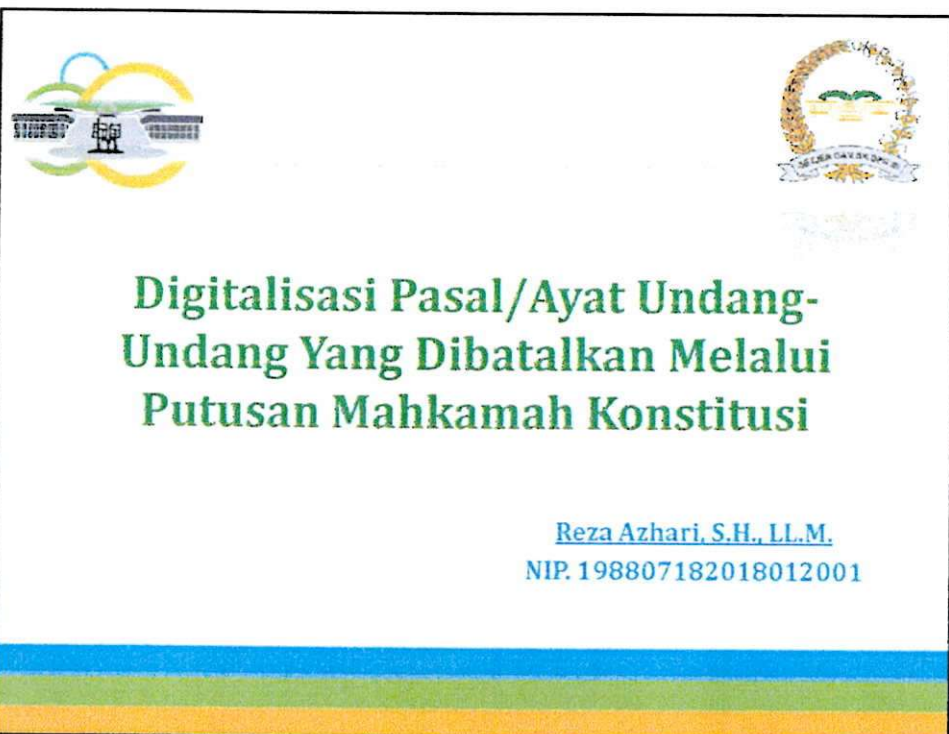 Digitalisasi Pasal/Ayat Undang-
Undang Yang Dibatalkan Melalui
Putusan Mahkamah Konstitusi
Reza Azhari, S.H., LL.M.
NIP. 198807182018012001